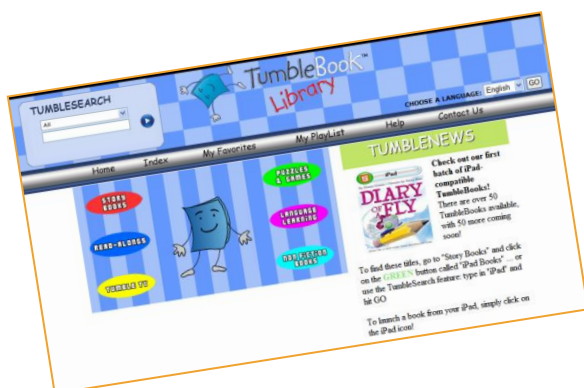 TumbleBook™
Library
TUMBLESEARCH
All
CHOOSE A LANGUAGE: English GO
Home Index My Favorites My PlayList Help Contact Us
STORY
BOOKS
READ-ALONGS
TUMBLE TV
PUZZLES
& GAMES
LANGUAGE
LEARNING
NON FICTION
BOOKS
TUMBLENEWS
iPad
DIARY
OF A
FLY
Check out our first
batch of iPad-
compatible
TumbleBooks!
There are over 50
TumbleBooks available,
with 50 more coming
soon!
To find these titles, go to "Story Books" and click
on the GREEN button called "iPad Books" ... or
use the TumbleSearch feature: type in "iPad" and
hit GO
To launch a book from your iPad, simply click on
the iPad icon!